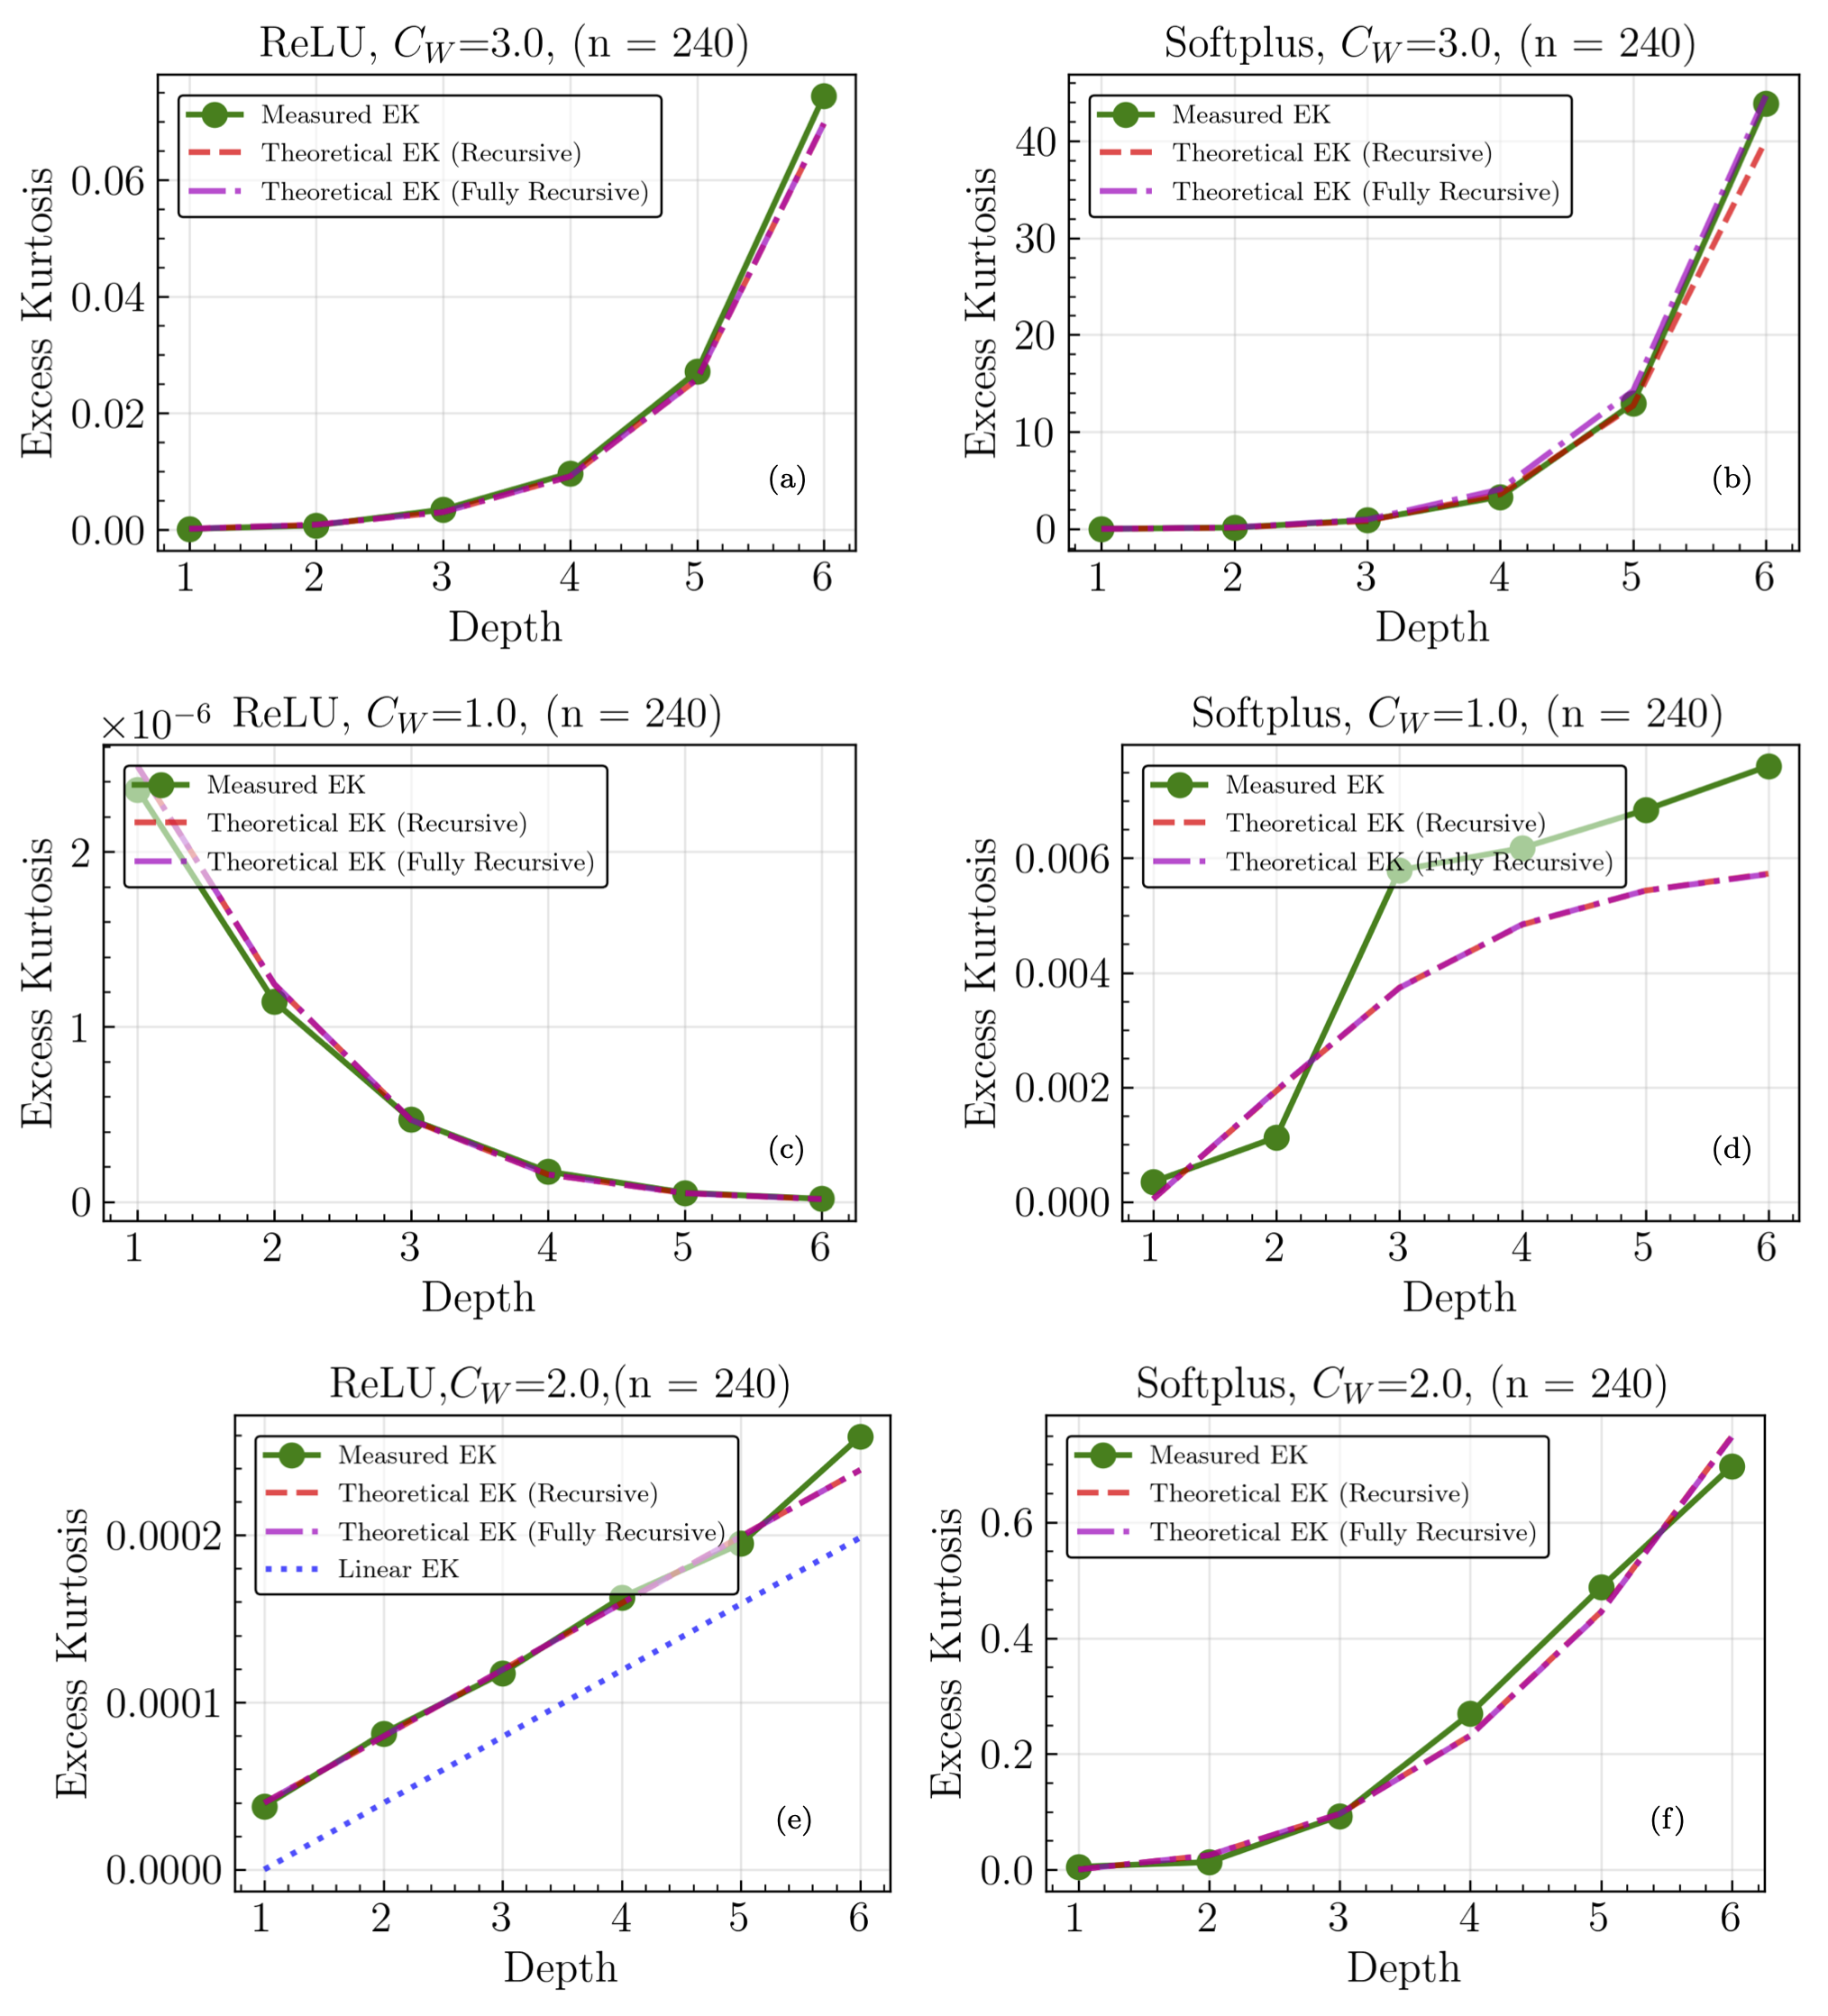 ReLU, C_W=3.0, (n = 240)
Measured EK
Theoretical EK (Recursive)
Theoretical EK (Fully Recursive)
Excess Kurtosis
0.06
0.04
0.02
0.00
(a)
1 2 3 4 5 6
Depth
Softplus, C_W=3.0, (n = 240)
Measured EK
Theoretical EK (Recursive)
Theoretical EK (Fully Recursive)
Excess Kurtosis
40
30
20
10
0
(b)
1 2 3 4 5 6
Depth
×10⁻⁶ ReLU, C_W=1.0, (n = 240)
Measured EK
Theoretical EK (Recursive)
Theoretical EK (Fully Recursive)
Excess Kurtosis
2
1
0
(c)
1 2 3 4 5 6
Depth
Softplus, C_W=1.0, (n = 240)
Measured EK
Theoretical EK (Recursive)
Theoretical EK (Fully Recursive)
Excess Kurtosis
0.006
0.004
0.002
0.000
(d)
1 2 3 4 5 6
Depth
ReLU,C_W=2.0,(n = 240)
Measured EK
Theoretical EK (Recursive)
Theoretical EK (Fully Recursive)
Linear EK
Excess Kurtosis
0.0002
0.0001
0.0000
(e)
1 2 3 4 5 6
Depth
Softplus, C_W=2.0, (n = 240)
Measured EK
Theoretical EK (Recursive)
Theoretical EK (Fully Recursive)
Excess Kurtosis
0.6
0.4
0.2
0.0
(f)
1 2 3 4 5 6
Depth